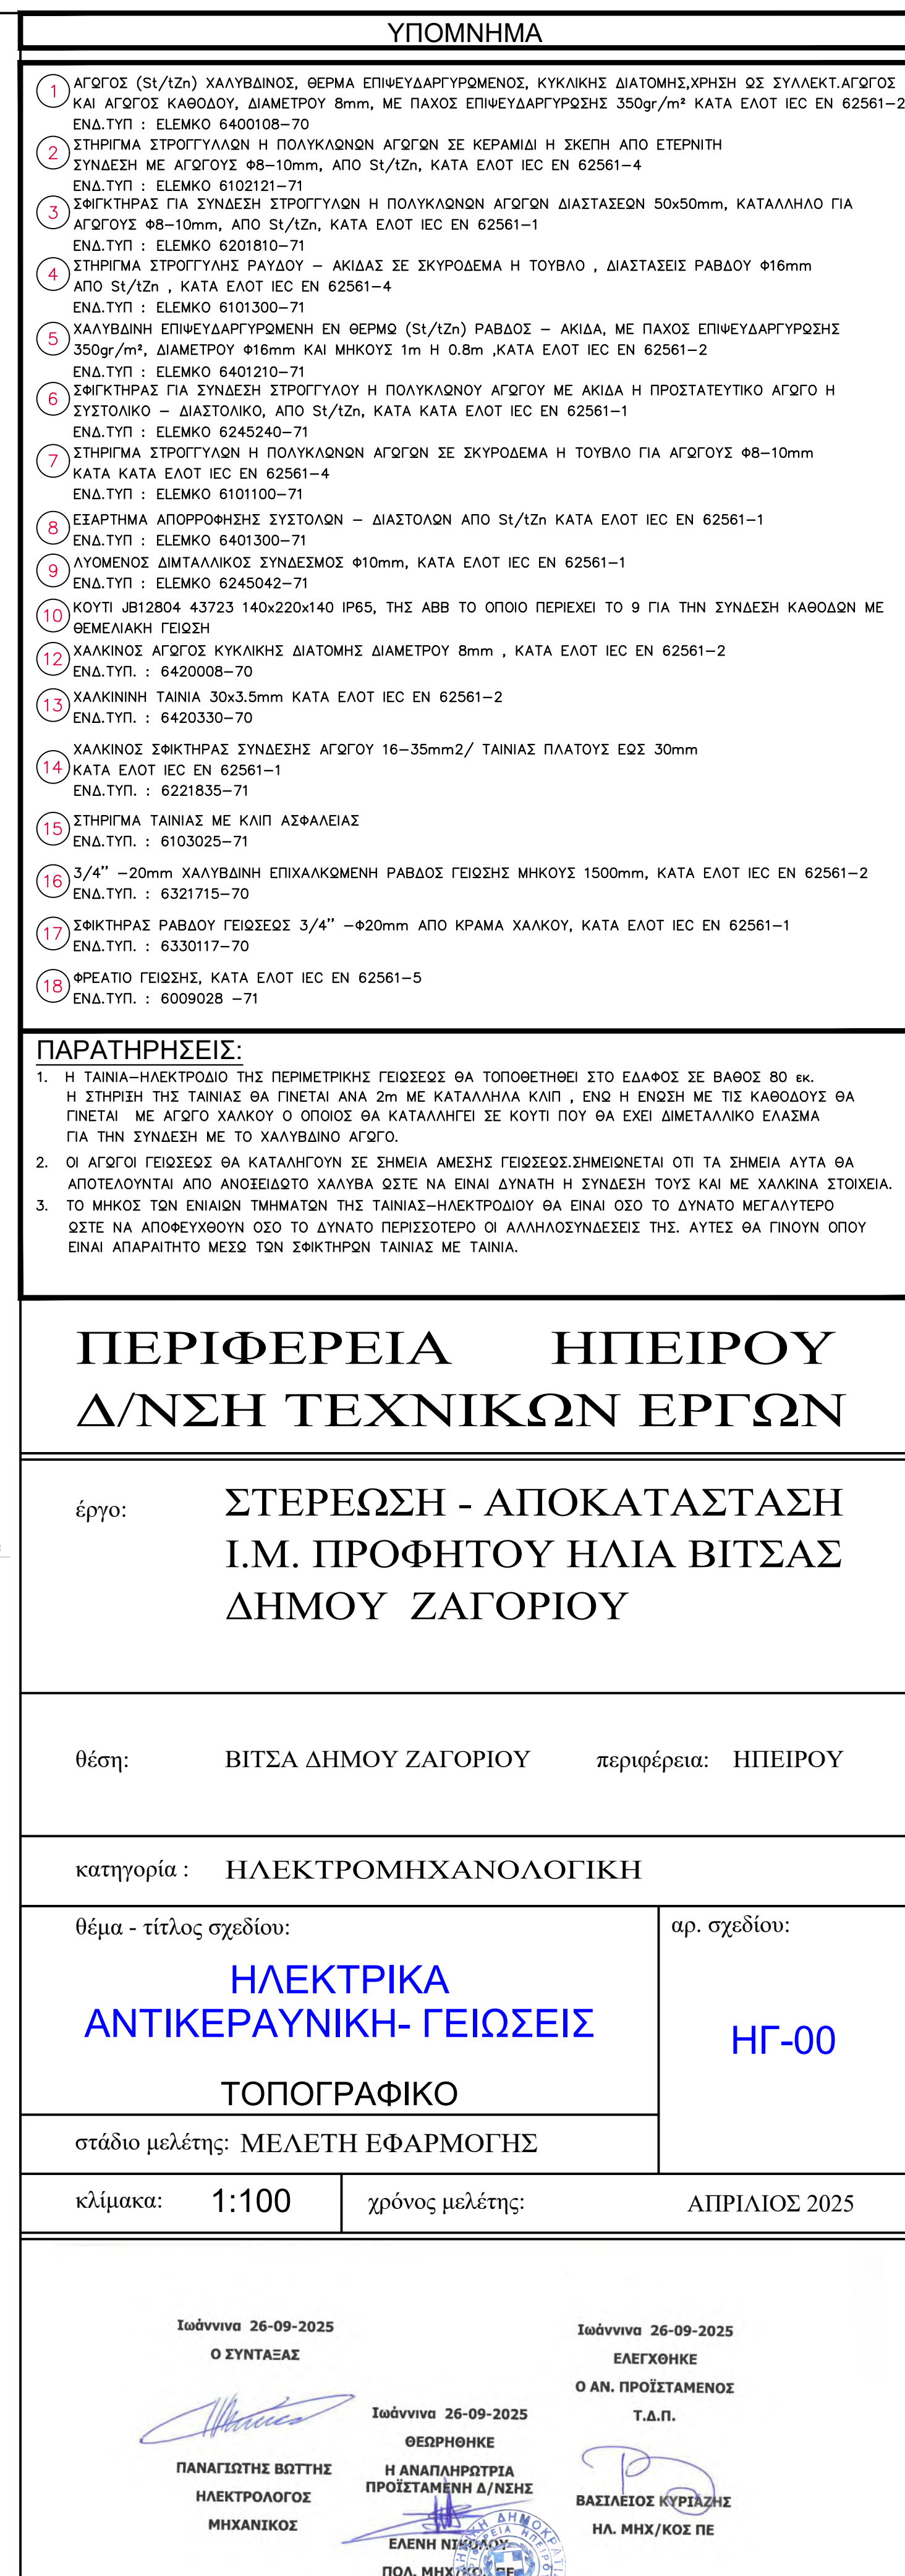 ΥΠΟΜΝΗΜΑ
1 ΑΓΩΓΟΣ (St/tZn) ΧΑΛΥΒΔΙΝΟΣ, ΘΕΡΜΑ ΕΠΙΨΕΥΔΑΡΓΥΡΩΜΕΝΟΣ, ΚΥΚΛΙΚΗΣ ΔΙΑΤΟΜΗΣ,ΧΡΗΣΗ ΩΣ ΣΥΛΛΕΚΤ.ΑΓΩΓΟΣ
ΚΑΙ ΑΓΩΓΟΣ ΚΑΘΟΔΟΥ, ΔΙΑΜΕΤΡΟΥ 8mm, ΜΕ ΠΑΧΟΣ ΕΠΙΨΕΥΔΑΡΓΥΡΩΣΗΣ 350gr/m² ΚΑΤΑ ΕΛΟΤ IEC EN 62561–2
ΕΝΔ.ΤΥΠ : ELEMKO 6400108–70
2 ΣΤΗΡΙΓΜΑ ΣΤΡΟΓΓΥΛΛΩΝ Η ΠΟΛΥΚΛΩΝΩΝ ΑΓΩΓΩΝ ΣΕ ΚΕΡΑΜΙΔΙ Η ΣΚΕΠΗ ΑΠΟ ΕΤΕΡΝΙΤΗ
ΣΥΝΔΕΣΗ ΜΕ ΑΓΩΓΟΥΣ Φ8–10mm, ΑΠΟ St/tZn, ΚΑΤΑ ΕΛΟΤ IEC EN 62561–4
ΕΝΔ.ΤΥΠ : ELEMKO 6102121–71
3 ΣΦΙΓΚΤΗΡΑΣ ΓΙΑ ΣΥΝΔΕΣΗ ΣΤΡΟΓΓΥΛΩΝ Η ΠΟΛΥΚΛΩΝΩΝ ΑΓΩΓΩΝ ΔΙΑΣΤΑΣΕΩΝ 50x50mm, ΚΑΤΑΛΛΗΛΟ ΓΙΑ
ΑΓΩΓΟΥΣ Φ8–10mm, ΑΠΟ St/tZn, ΚΑΤΑ ΕΛΟΤ IEC EN 62561–1
ΕΝΔ.ΤΥΠ : ELEMKO 6201810–71
4 ΣΤΗΡΙΓΜΑ ΣΤΡΟΓΓΥΛΗΣ ΡΑΥΔΟΥ – ΑΚΙΔΑΣ ΣΕ ΣΚΥΡΟΔΕΜΑ Η ΤΟΥΒΛΟ , ΔΙΑΣΤΑΣΕΙΣ ΡΑΒΔΟΥ Φ16mm
ΑΠΟ St/tZn , ΚΑΤΑ ΕΛΟΤ IEC EN 62561–4
ΕΝΔ.ΤΥΠ : ELEMKO 6101300–71
5 ΧΑΛΥΒΔΙΝΗ ΕΠΙΨΕΥΔΑΡΓΥΡΩΜΕΝΗ ΕΝ ΘΕΡΜΩ (St/tZn) ΡΑΒΔΟΣ – ΑΚΙΔΑ, ΜΕ ΠΑΧΟΣ ΕΠΙΨΕΥΔΑΡΓΥΡΩΣΗΣ
350gr/m², ΔΙΑΜΕΤΡΟΥ Φ16mm ΚΑΙ ΜΗΚΟΥΣ 1m Η 0.8m ,ΚΑΤΑ ΕΛΟΤ IEC EN 62561–2
ΕΝΔ.ΤΥΠ : ELEMKO 6401210–71
6 ΣΦΙΓΚΤΗΡΑΣ ΓΙΑ ΣΥΝΔΕΣΗ ΣΤΡΟΓΓΥΛΟΥ Η ΠΟΛΥΚΛΩΝΟΥ ΑΓΩΓΟΥ ΜΕ ΑΚΙΔΑ Η ΠΡΟΣΤΑΤΕΥΤΙΚΟ ΑΓΩΓΟ Η
ΣΥΣΤΟΛΙΚΟ – ΔΙΑΣΤΟΛΙΚΟ, ΑΠΟ St/tZn, ΚΑΤΑ ΚΑΤΑ ΕΛΟΤ IEC EN 62561–1
ΕΝΔ.ΤΥΠ : ELEMKO 6245240–71
7 ΣΤΗΡΙΓΜΑ ΣΤΡΟΓΓΥΛΩΝ Η ΠΟΛΥΚΛΩΝΩΝ ΑΓΩΓΩΝ ΣΕ ΣΚΥΡΟΔΕΜΑ Η ΤΟΥΒΛΟ ΓΙΑ ΑΓΩΓΟΥΣ Φ8–10mm
ΚΑΤΑ ΚΑΤΑ ΕΛΟΤ IEC EN 62561–4
ΕΝΔ.ΤΥΠ : ELEMKO 6101100–71
8 ΕΞΑΡΤΗΜΑ ΑΠΟΡΡΟΦΗΣΗΣ ΣΥΣΤΟΛΩΝ – ΔΙΑΣΤΟΛΩΝ ΑΠΟ St/tZn ΚΑΤΑ ΕΛΟΤ IEC EN 62561–1
ΕΝΔ.ΤΥΠ : ELEMKO 6401300–71
9 ΛΥΟΜΕΝΟΣ ΔΙΜΤΑΛΛΙΚΟΣ ΣΥΝΔΕΣΜΟΣ Φ10mm, ΚΑΤΑ ΕΛΟΤ IEC EN 62561–1
ΕΝΔ.ΤΥΠ : ELEMKO 6245042–71
10 ΚΟΥΤΙ JB12804 43723 140x220x140 IP65, ΤΗΣ ABB ΤΟ ΟΠΟΙΟ ΠΕΡΙΕΧΕΙ ΤΟ 9 ΓΙΑ ΤΗΝ ΣΥΝΔΕΣΗ ΚΑΘΟΔΩΝ ΜΕ
ΘΕΜΕΛΙΑΚΗ ΓΕΙΩΣΗ
12 ΧΑΛΚΙΝΟΣ ΑΓΩΓΟΣ ΚΥΚΛΙΚΗΣ ΔΙΑΤΟΜΗΣ ΔΙΑΜΕΤΡΟΥ 8mm , ΚΑΤΑ ΕΛΟΤ IEC EN 62561–2
ΕΝΔ.ΤΥΠ. : 6420008–70
13 ΧΑΛΚΙΝΙΝΗ ΤΑΙΝΙΑ 30x3.5mm ΚΑΤΑ ΕΛΟΤ IEC EN 62561–2
ΕΝΔ.ΤΥΠ. : 6420330–70
14 ΧΑΛΚΙΝΟΣ ΣΦΙΚΤΗΡΑΣ ΣΥΝΔΕΣΗΣ ΑΓΩΓΟΥ 16–35mm2/ ΤΑΙΝΙΑΣ ΠΛΑΤΟΥΣ ΕΩΣ 30mm
ΚΑΤΑ ΕΛΟΤ IEC EN 62561–1
ΕΝΔ.ΤΥΠ. : 6221835–71
15 ΣΤΗΡΙΓΜΑ ΤΑΙΝΙΑΣ ΜΕ ΚΛΙΠ ΑΣΦΑΛΕΙΑΣ
ΕΝΔ.ΤΥΠ. : 6103025–71
16 3/4’’ –20mm ΧΑΛΥΒΔΙΝΗ ΕΠΙΧΑΛΚΩΜΕΝΗ ΡΑΒΔΟΣ ΓΕΙΩΣΗΣ ΜΗΚΟΥΣ 1500mm, ΚΑΤΑ ΕΛΟΤ IEC EN 62561–2
ΕΝΔ.ΤΥΠ. : 6321715–70
17 ΣΦΙΚΤΗΡΑΣ ΡΑΒΔΟΥ ΓΕΙΩΣΕΩΣ 3/4’’ –Φ20mm ΑΠΟ ΚΡΑΜΑ ΧΑΛΚΟΥ, ΚΑΤΑ ΕΛΟΤ IEC EN 62561–1
ΕΝΔ.ΤΥΠ. : 6330117–70
18 ΦΡΕΑΤΙΟ ΓΕΙΩΣΗΣ, ΚΑΤΑ ΕΛΟΤ IEC EN 62561–5
ΕΝΔ.ΤΥΠ. : 6009028 –71
ΠΑΡΑΤΗΡΗΣΕΙΣ:
1. Η ΤΑΙΝΙΑ–ΗΛΕΚΤΡΟΔΙΟ ΤΗΣ ΠΕΡΙΜΕΤΡΙΚΗΣ ΓΕΙΩΣΕΩΣ ΘΑ ΤΟΠΟΘΕΤΗΘΕΙ ΣΤΟ ΕΔΑΦΟΣ ΣΕ ΒΑΘΟΣ 80 εκ.
Η ΣΤΗΡΙΞΗ ΤΗΣ ΤΑΙΝΙΑΣ ΘΑ ΓΙΝΕΤΑΙ ΑΝΑ 2m ΜΕ ΚΑΤΑΛΛΗΛΑ ΚΛΙΠ , ΕΝΩ Η ΕΝΩΣΗ ΜΕ ΤΙΣ ΚΑΘΟΔΟΥΣ ΘΑ
ΓΙΝΕΤΑΙ ΜΕ ΑΓΩΓΟ ΧΑΛΚΟΥ Ο ΟΠΟΙΟΣ ΘΑ ΚΑΤΑΛΛΗΓΕΙ ΣΕ ΚΟΥΤΙ ΠΟΥ ΘΑ ΕΧΕΙ ΔΙΜΕΤΑΛΛΙΚΟ ΕΛΑΣΜΑ
ΓΙΑ ΤΗΝ ΣΥΝΔΕΣΗ ΜΕ ΤΟ ΧΑΛΥΒΔΙΝΟ ΑΓΩΓΟ.
2. ΟΙ ΑΓΩΓΟΙ ΓΕΙΩΣΕΩΣ ΘΑ ΚΑΤΑΛΗΓΟΥΝ ΣΕ ΣΗΜΕΙΑ ΑΜΕΣΗΣ ΓΕΙΩΣΕΩΣ.ΣΗΜΕΙΩΝΕΤΑΙ ΟΤΙ ΤΑ ΣΗΜΕΙΑ ΑΥΤΑ ΘΑ
ΑΠΟΤΕΛΟΥΝΤΑΙ ΑΠΟ ΑΝΟΞΕΙΔΩΤΟ ΧΑΛΥΒΑ ΩΣΤΕ ΝΑ ΕΙΝΑΙ ΔΥΝΑΤΗ Η ΣΥΝΔΕΣΗ ΤΟΥΣ ΚΑΙ ΜΕ ΧΑΛΚΙΝΑ ΣΤΟΙΧΕΙΑ.
3. ΤΟ ΜΗΚΟΣ ΤΩΝ ΕΝΙΑΙΩΝ ΤΜΗΜΑΤΩΝ ΤΗΣ ΤΑΙΝΙΑΣ–ΗΛΕΚΤΡΟΔΙΟΥ ΘΑ ΕΙΝΑΙ ΟΣΟ ΤΟ ΔΥΝΑΤΟ ΜΕΓΑΛΥΤΕΡΟ
ΩΣΤΕ ΝΑ ΑΠΟΦΕΥΧΘΟΥΝ ΟΣΟ ΤΟ ΔΥΝΑΤΟ ΠΕΡΙΣΣΟΤΕΡΟ ΟΙ ΑΛΛΗΛΟΣΥΝΔΕΣΕΙΣ ΤΗΣ. ΑΥΤΕΣ ΘΑ ΓΙΝΟΥΝ ΟΠΟΥ
ΕΙΝΑΙ ΑΠΑΡΑΙΤΗΤΟ ΜΕΣΩ ΤΩΝ ΣΦΙΚΤΗΡΩΝ ΤΑΙΝΙΑΣ ΜΕ ΤΑΙΝΙΑ.
ΠΕΡΙΦΕΡΕΙΑ ΗΠΕΙΡΟΥ
Δ/ΝΣΗ ΤΕΧΝΙΚΩΝ ΕΡΓΩΝ
έργο: ΣΤΕΡΕΩΣΗ - ΑΠΟΚΑΤΑΣΤΑΣΗ
Ι.Μ. ΠΡΟΦΗΤΟΥ ΗΛΙΑ ΒΙΤΣΑΣ
ΔΗΜΟΥ ΖΑΓΟΡΙΟΥ
θέση: ΒΙΤΣΑ ΔΗΜΟΥ ΖΑΓΟΡΙΟΥ περιφέρεια: ΗΠΕΙΡΟΥ
κατηγορία : ΗΛΕΚΤΡΟΜΗΧΑΝΟΛΟΓΙΚΗ
θέμα - τίτλος σχεδίου: αρ. σχεδίου:
ΗΛΕΚΤΡΙΚΑ
ΑΝΤΙΚΕΡΑΥΝΙΚΗ- ΓΕΙΩΣΕΙΣ
ΗΓ-00
ΤΟΠΟΓΡΑΦΙΚΟ
στάδιο μελέτης: ΜΕΛΕΤΗ ΕΦΑΡΜΟΓΗΣ
κλίμακα: 1:100 χρόνος μελέτης: ΑΠΡΙΛΙΟΣ 2025
Ιωάννινα 26-09-2025
Ο ΣΥΝΤΑΞΑΣ
ΠΑΝΑΓΙΩΤΗΣ ΒΩΤΤΗΣ
ΗΛΕΚΤΡΟΛΟΓΟΣ
ΜΗΧΑΝΙΚΟΣ
Ιωάννινα 26-09-2025
ΘΕΩΡΗΘΗΚΕ
Η ΑΝΑΠΛΗΡΩΤΡΙΑ
ΠΡΟΪΣΤΑΜΕΝΗ Δ/ΝΣΗΣ
ΕΛΕΝΗ ΝΙΚΟΛΟΥ
ΠΟΛ.
Ιωάννινα 26-09-2025
ΕΛΕΓΧΘΗΚΕ
Ο ΑΝ. ΠΡΟΪΣΤΑΜΕΝΟΣ
Τ.Δ.Π.
ΒΑΣΙΛΕΙΟΣ ΚΥΡΙΑΖΗΣ
ΗΛ. ΜΗΧ/ΚΟΣ ΠΕ